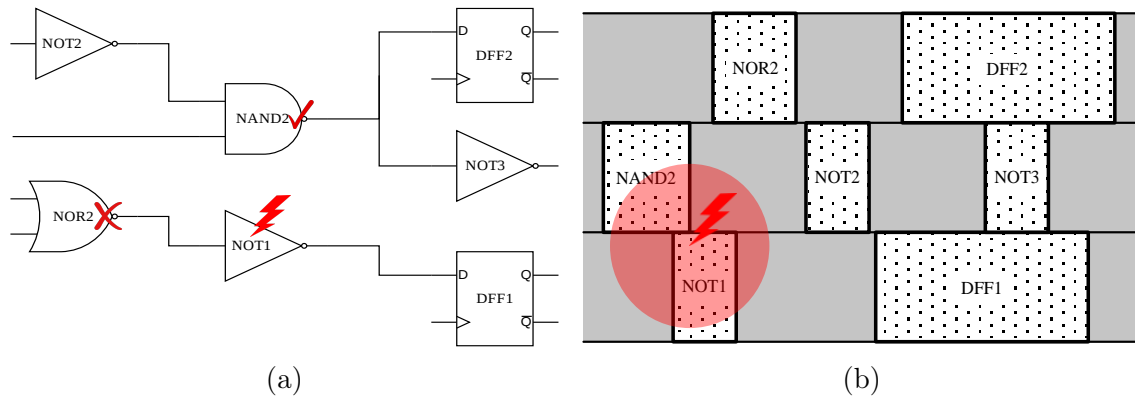 NOT2
D
Q
DFF2
Q
NAND2
NOT3
NOR2
NOT1
D
Q
DFF1
Q
(a)
NOR2
DFF2
NAND2
NOT2
NOT3
NOT1
DFF1
(b)